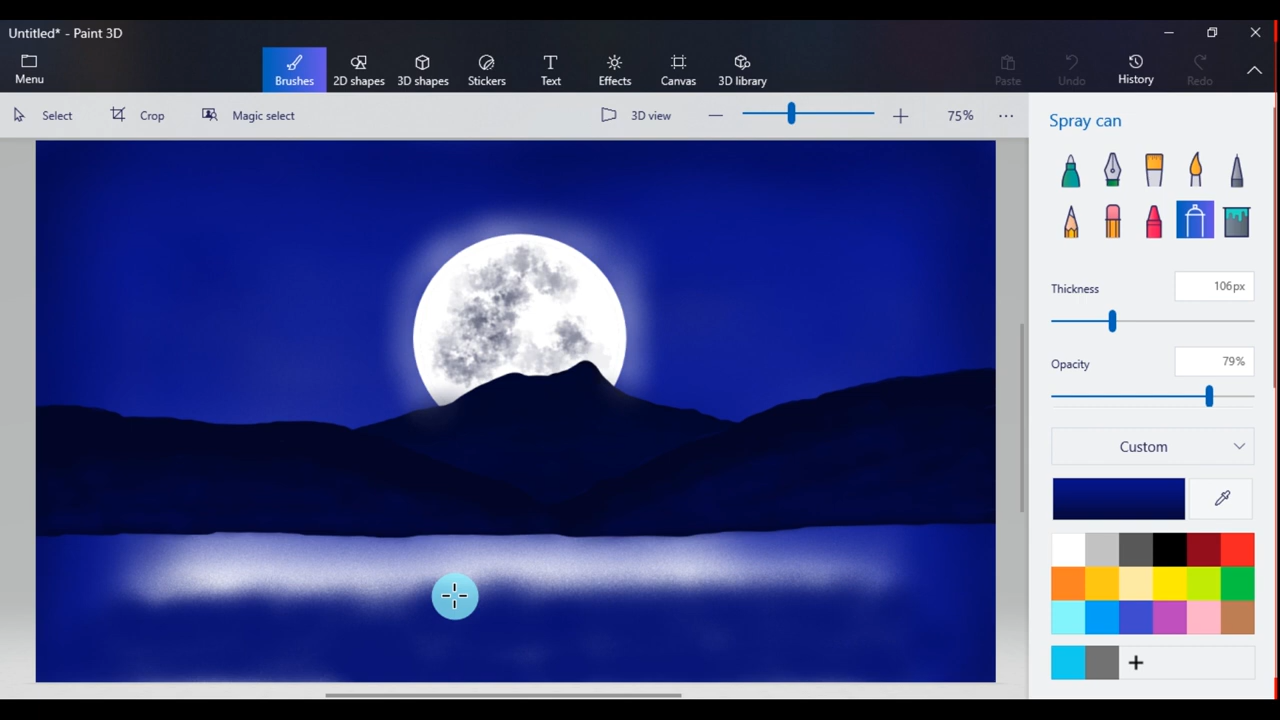 Untitled* - Paint 3D
Menu
Brushes
2D shapes
3D shapes
Stickers
Text
Effects
Canvas
3D library
Paste
Undo
History
Redo
Select
Crop
Magic select
3D view
75%
Spray can
Thickness
106px
Opacity
79%
Custom